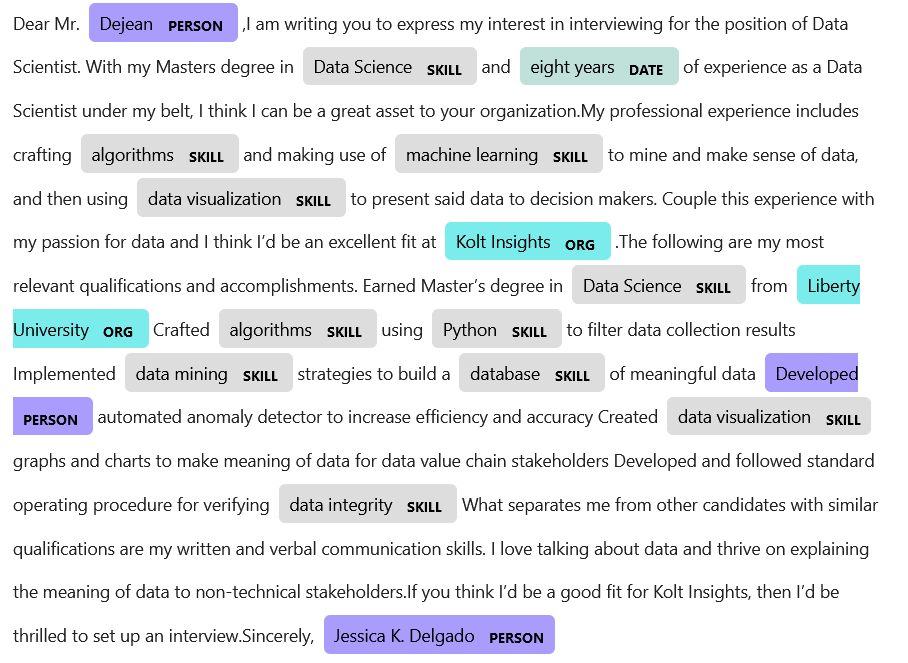 Dear Mr. Dejean PERSON ,I am writing you to express my interest in interviewing for the position of Data
Scientist. With my Masters degree in Data Science SKILL and eight years DATE of experience as a Data
Scientist under my belt, I think I can be a great asset to your organization.My professional experience includes
crafting algorithms SKILL and making use of machine learning SKILL to mine and make sense of data,
and then using data visualization SKILL to present said data to decision makers. Couple this experience with
my passion for data and I think I’d be an excellent fit at Kolt Insights ORG .The following are my most
relevant qualifications and accomplishments. Earned Master’s degree in Data Science SKILL from Liberty
University ORG Crafted algorithms SKILL using Python SKILL to filter data collection results
Implemented data mining SKILL strategies to build a database SKILL of meaningful data Developed
PERSON automated anomaly detector to increase efficiency and accuracy Created data visualization SKILL
graphs and charts to make meaning of data for data value chain stakeholders Developed and followed standard
operating procedure for verifying data integrity SKILL What separates me from other candidates with similar
qualifications are my written and verbal communication skills. I love talking about data and thrive on explaining
the meaning of data to non-technical stakeholders.If you think I’d be a good fit for Kolt Insights, then I’d be
thrilled to set up an interview.Sincerely, Jessica K. Delgado PERSON